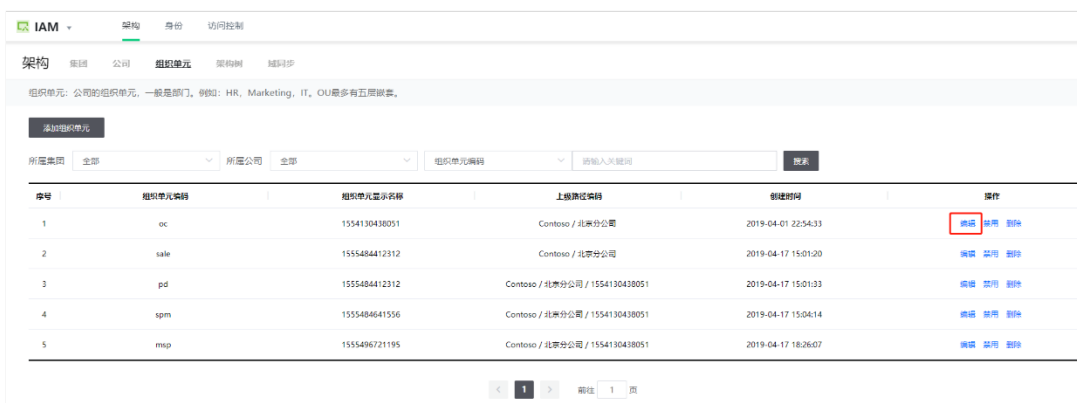 IAM 架构 身份 访问控制
架构 集团 公司 组织单元 架构树 域同步
组织单元：公司的组织单元，一般是部门。例如：HR，Marketing，IT。OU最多有五层嵌套。
添加组织单元
所属集团 全部 所属公司 全部 组织单元编码 请输入关键词 搜索
序号 组织单元编码 组织单元显示名称 上级路径编码 创建时间 操作
1 oc 1554130438051 Contoso / 北京分公司 2019-04-01 22:54:33 编辑 禁用 删除
2 sale 1555484412312 Contoso / 北京分公司 2019-04-17 15:01:20 编辑 禁用 删除
3 pd 1555484412312 Contoso / 北京分公司 / 1554130438051 2019-04-17 15:01:33 编辑 禁用 删除
4 spm 1555484641556 Contoso / 北京分公司 / 1554130438051 2019-04-17 15:04:14 编辑 禁用 删除
5 msp 1555496721195 Contoso / 北京分公司 / 1554130438051 2019-04-17 18:26:07 编辑 禁用 删除
< 1 > 前往 1 页